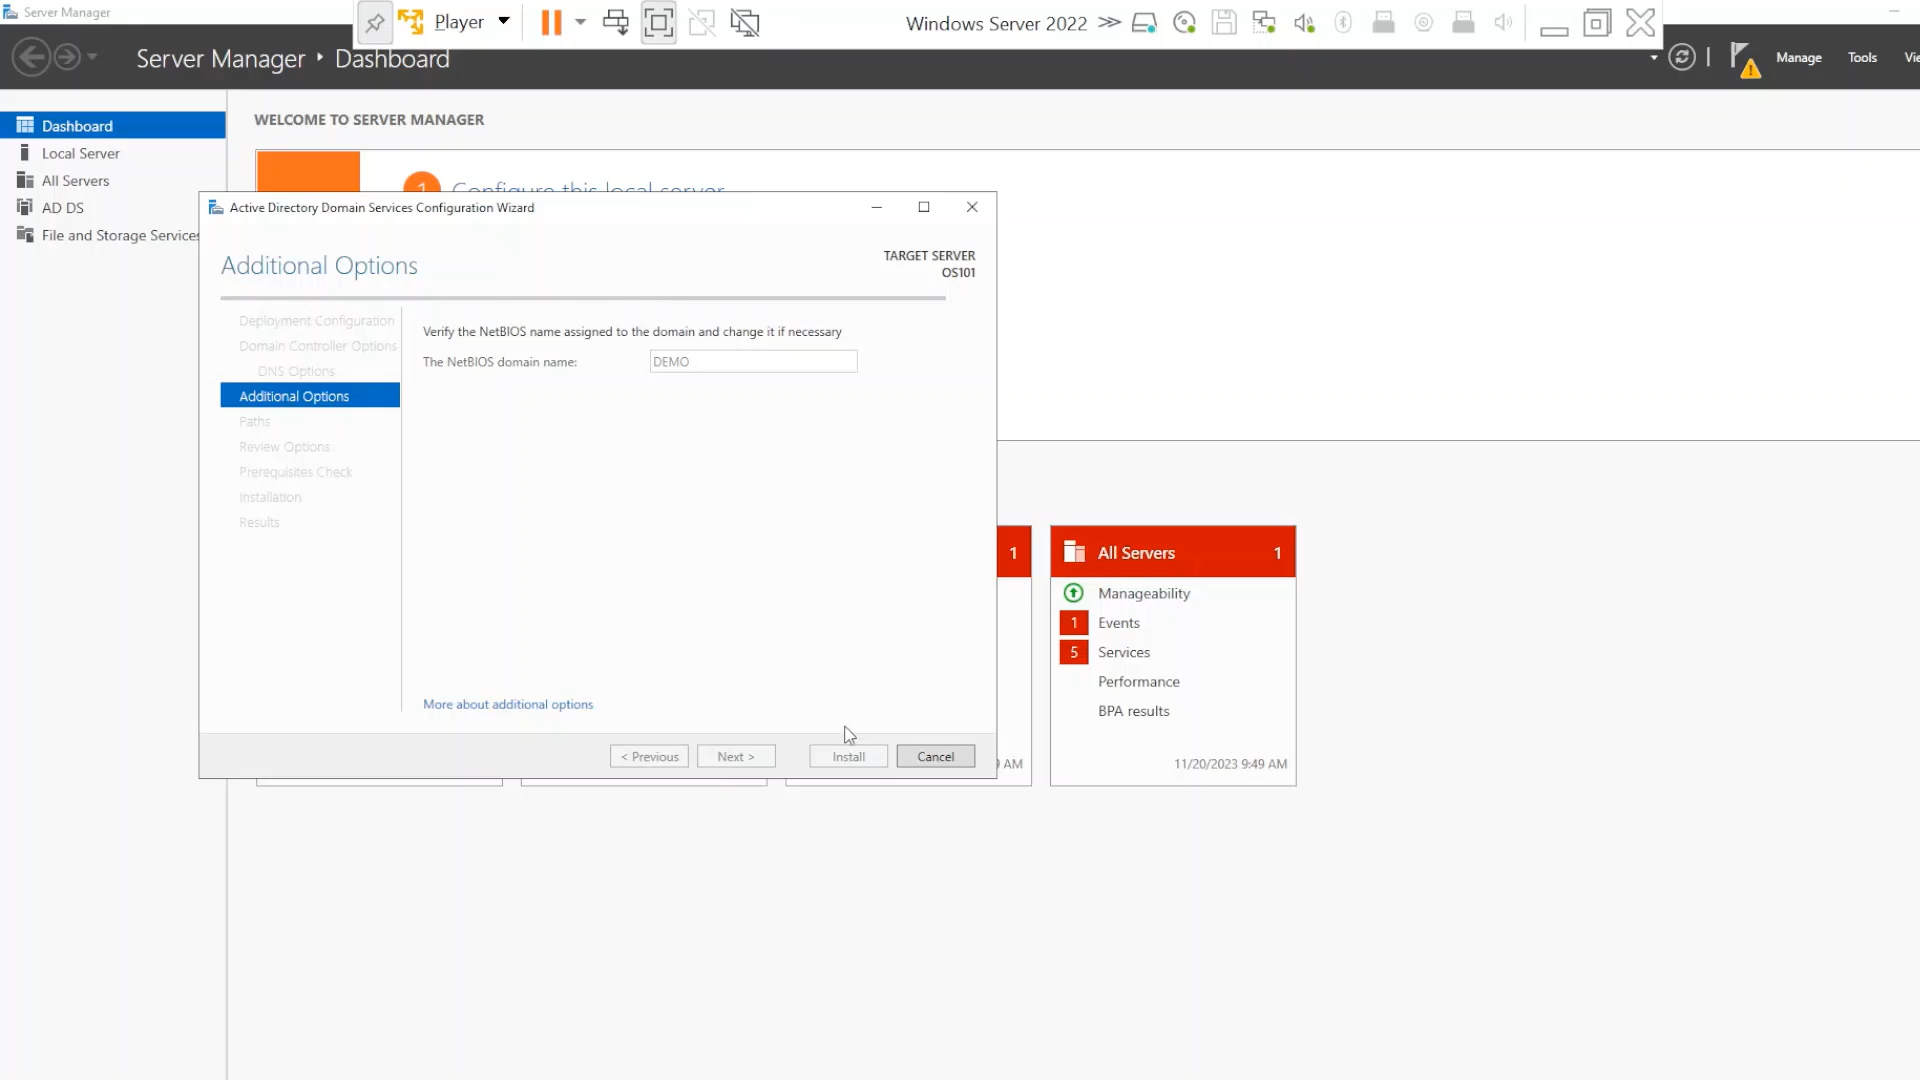 Server Manager
Player
Windows Server 2022
Server Manager
Dashboard
Manage
Tools
Dashboard
Local Server
All Servers
AD DS
File and Storage Services
WELCOME TO SERVER MANAGER
1
Configure this local server
Active Directory Domain Services Configuration Wizard
Additional Options
TARGET SERVER
OS101
Deployment Configuration
Domain Controller Options
DNS Options
Additional Options
Paths
Review Options
Prerequisites Check
Installation
Results
Verify the NetBIOS name assigned to the domain and change it if necessary
The NetBIOS domain name:
DEMO
More about additional options
< Previous
Next >
Install
Cancel
1
AM
All Servers
1
Manageability
1 Events
5 Services
Performance
BPA results
11/20/2023 9:49 AM